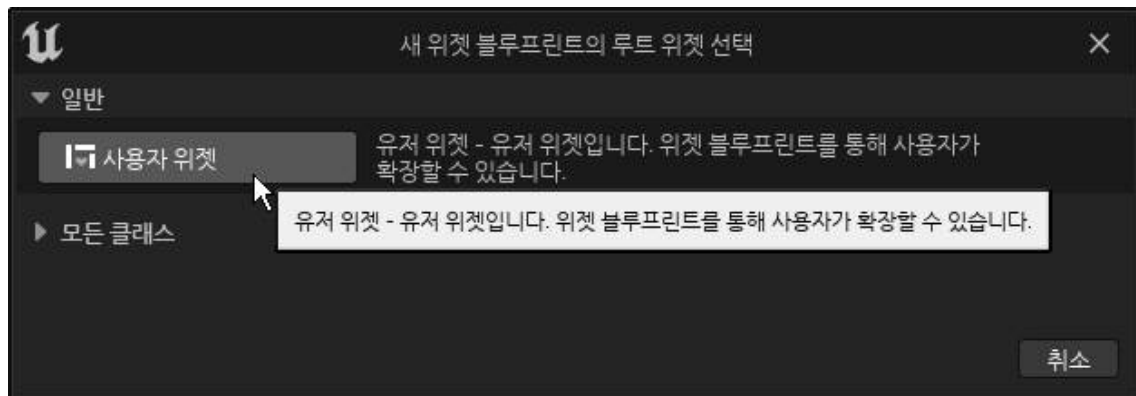 새 위젯 블루프린트의 루트 위젯 선택
일반
사용자 위젯
유저 위젯 - 유저 위젯입니다. 위젯 블루프린트를 통해 사용자가
확장할 수 있습니다.
유저 위젯 - 유저 위젯입니다. 위젯 블루프린트를 통해 사용자가 확장할 수 있습니다.
모든 클래스
취소